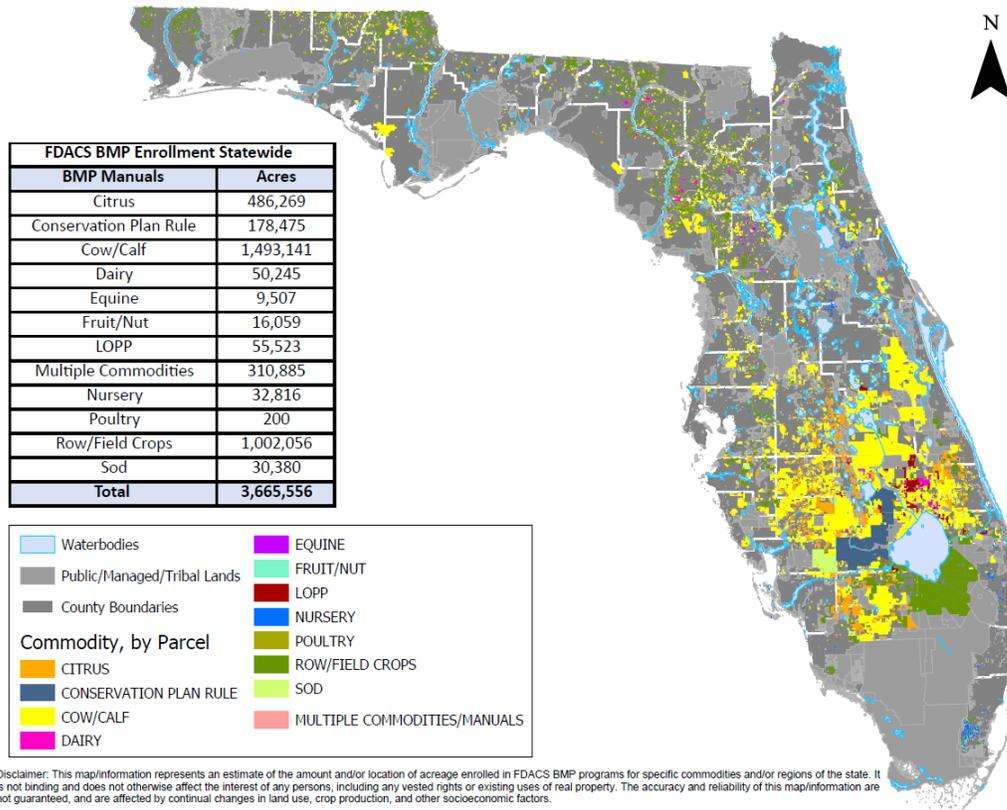 N
FDACS BMP Enrollment Statewide
BMP Manuals Acres
Citrus 486,269
Conservation Plan Rule 178,475
Cow/Calf 1,493,141
Dairy 50,245
Equine 9,507
Fruit/Nut 16,059
LOPP 55,523
Multiple Commodities 310,885
Nursery 32,816
Poultry 200
Row/Field Crops 1,002,056
Sod 30,380
Total 3,665,556
Waterbodies
Public/Managed/Tribal Lands
County Boundaries
Commodity, by Parcel
CITRUS
CONSERVATION PLAN RULE
COW/CALF
DAIRY
EQUINE
FRUIT/NUT
LOPP
NURSERY
POULTRY
ROW/FIELD CROPS
SOD
MULTIPLE COMMODITIES/MANUALS
Disclaimer: This map/information represents an estimate of the amount and/or location of acreage enrolled in FDACS BMP programs for specific commodities and/or regions of the state. It
is not binding and does not otherwise affect the interest of any persons, including any vested rights or existing uses of real property. The accuracy and reliability of this map/information are
not guaranteed, and are affected by continual changes in land use, crop production, and other socioeconomic factors.